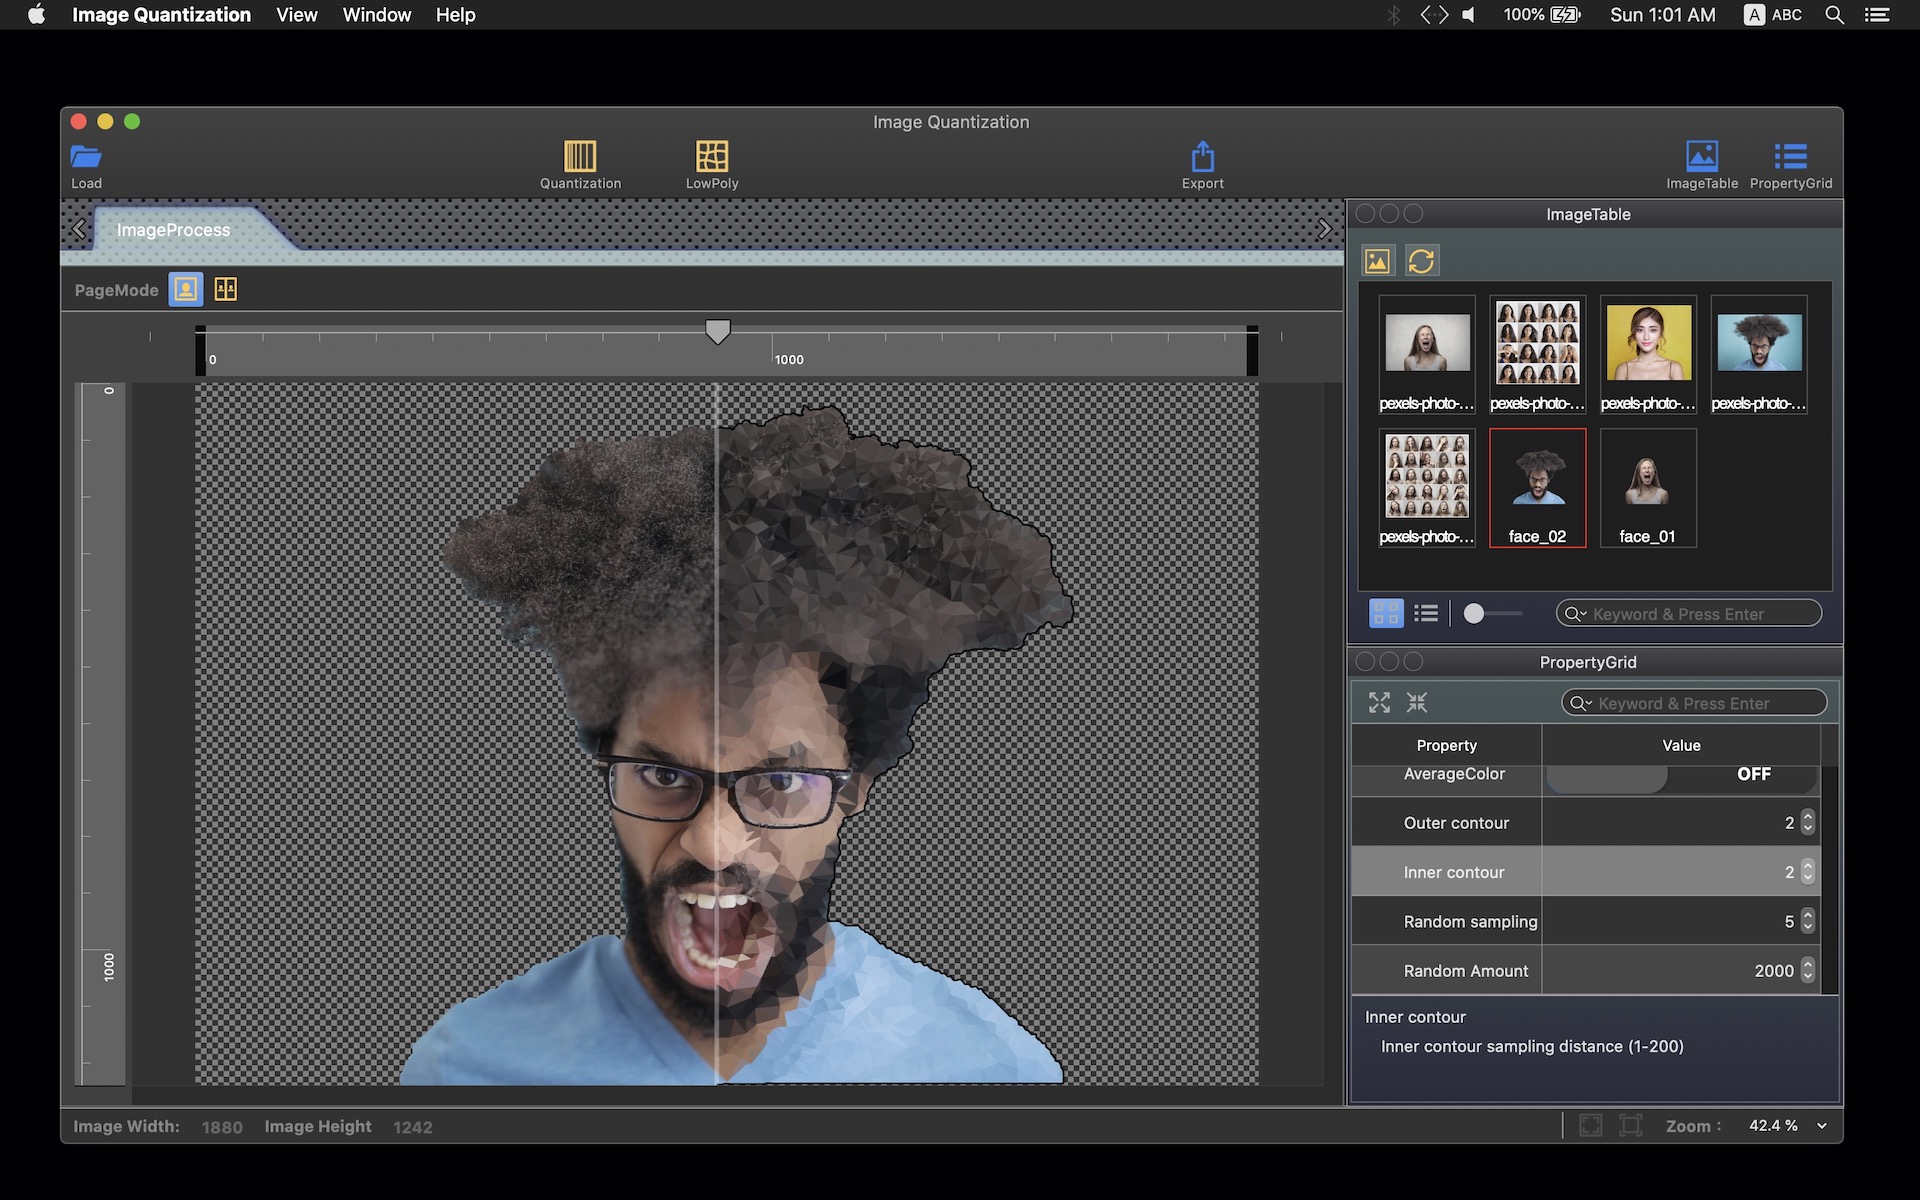 Image Quantization View Window Help
100% Sun 1:01 AM A ABC
Image Quantization
Load Quantization LowPoly Export ImageTable PropertyGrid
ImageProcess
PageMode
0 1000
0
1000
ImageTable
pexels-photo-... pexels-photo-... pexels-photo-... pexels-photo-...
pexels-photo-... face_02 face_01
Keyword & Press Enter
PropertyGrid
Keyword & Press Enter
Property Value
AverageColor OFF
Outer contour 2
Inner contour 2
Random sampling 5
Random Amount 2000
Inner contour
Inner contour sampling distance (1-200)
Image Width: 1880 Image Height 1242 Zoom : 42.4 %